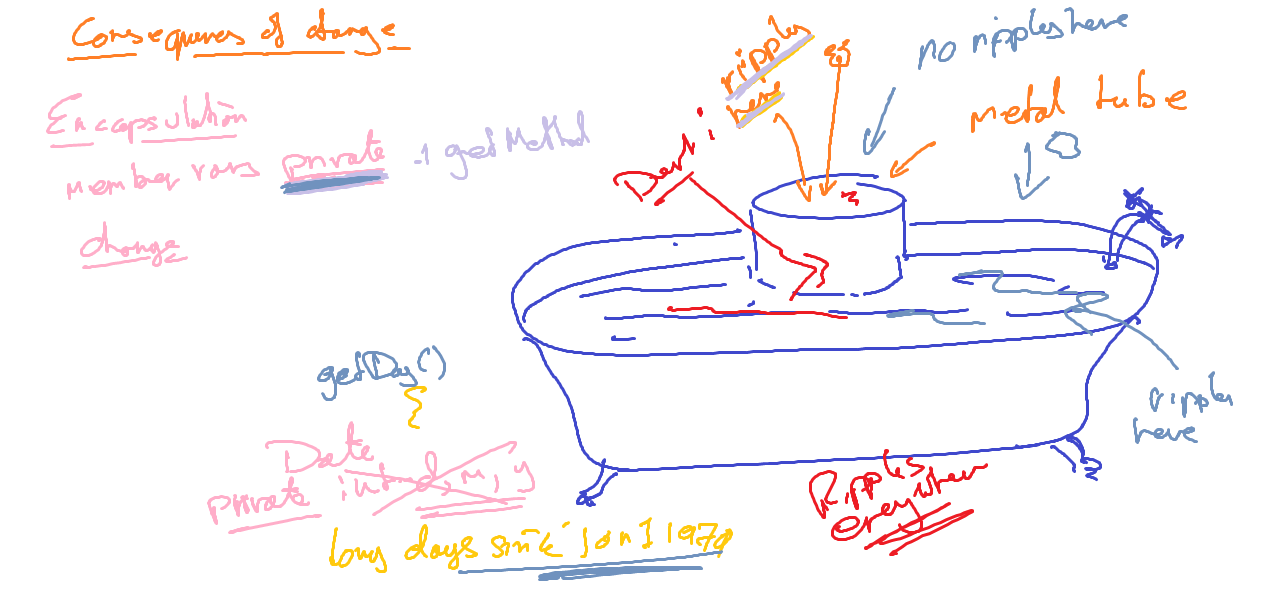 Consequences of change
Encapsulation
member vars private .1 getMethod
change
ripples
here
no ripples here
metal tube
getDay()
{
Date
private int d, m, y
long days since Jan 1 1970
ripples
here
Ripples
everywhere